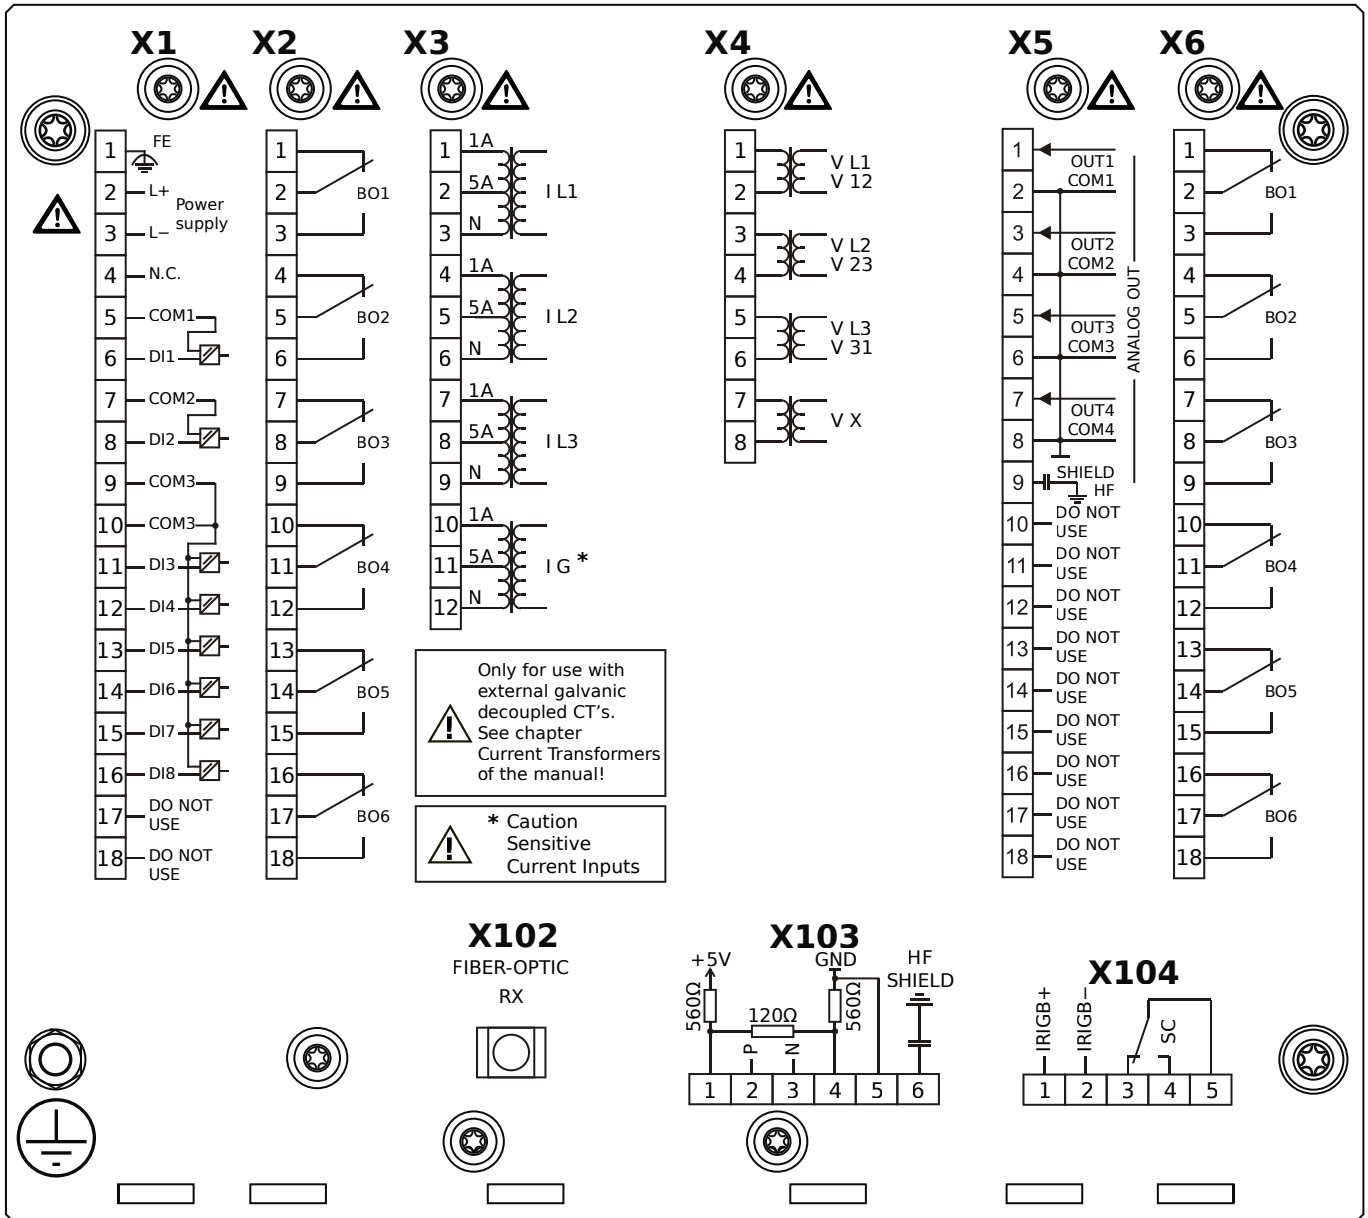 X1
1
FE
2
L+
Power
supply
3
L−
4
N.C.
5
COM1
6
DI1
7
COM2
8
DI2
9
COM3
10
COM3
11
DI3
12
DI4
13
DI5
14
DI6
15
DI7
16
DI8
17
DO NOT
USE
18
DO NOT
USE
X2
1
2
BO1
3
4
5
BO2
6
7
8
BO3
9
10
11
BO4
12
13
14
BO5
15
16
17
BO6
18
X3
1
1A
2
5A
I L1
3
N
4
1A
5
5A
I L2
6
N
7
1A
8
5A
I L3
9
N
10
1A
11
5A
I G *
12
N
Only for use with
external galvanic
decoupled CT's.
See chapter
Current Transformers
of the manual!
* Caution
Sensitive
Current Inputs
X4
1
V L1
2
V 12
3
V L2
4
V 23
5
V L3
6
V 31
7
V X
8
X5
1
OUT1
2
COM1
3
OUT2
4
COM2
5
OUT3
6
COM3
7
OUT4
8
COM4
ANALOG OUT
9
SHIELD
HF
10
DO NOT
USE
11
DO NOT
USE
12
DO NOT
USE
13
DO NOT
USE
14
DO NOT
USE
15
DO NOT
USE
16
DO NOT
USE
17
DO NOT
USE
18
DO NOT
USE
X6
1
2
BO1
3
4
5
BO2
6
7
8
BO3
9
10
11
BO4
12
13
14
BO5
15
16
17
BO6
18
X102
FIBER-OPTIC
RX
X103
+5V
GND
HF
SHIELD
560Ω
120Ω
560Ω
P
N
1 2 3 4 5 6
X104
IRIGB+
IRIGB−
SC
1 2 3 4 5